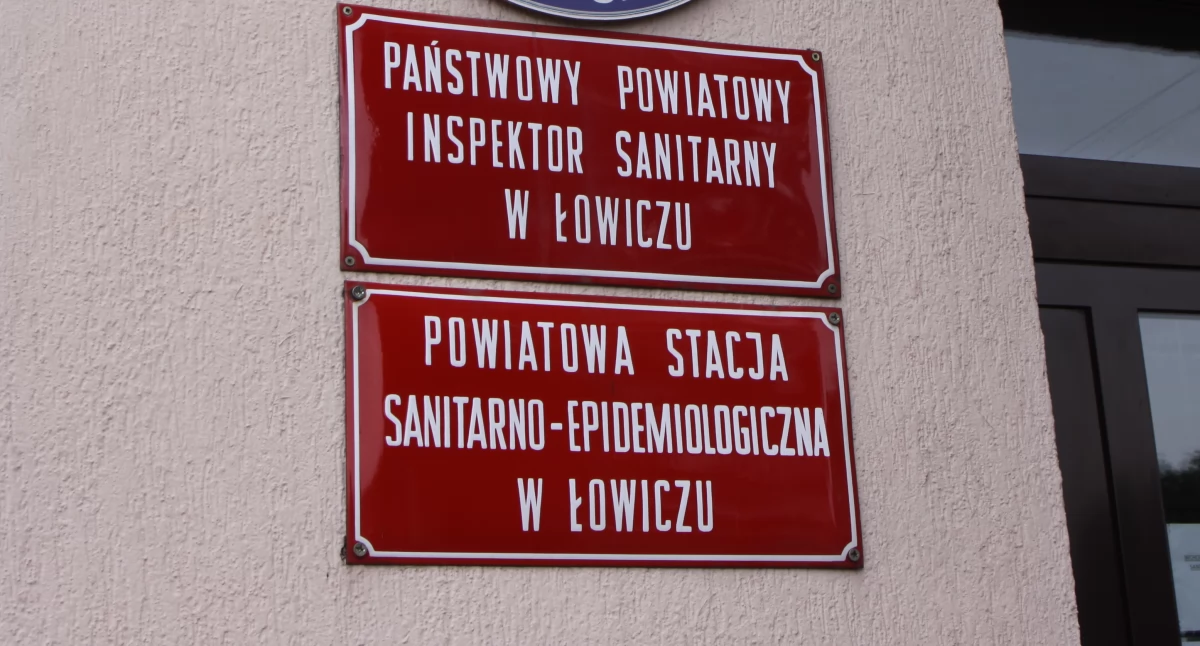 PAŃSTWOWY POWIATOWY
INSPEKTOR SANITARNY
W ŁOWICZU
POWIATOWA STACJA
SANITARNO-EPIDEMIOLOGICZNA
W ŁOWICZU